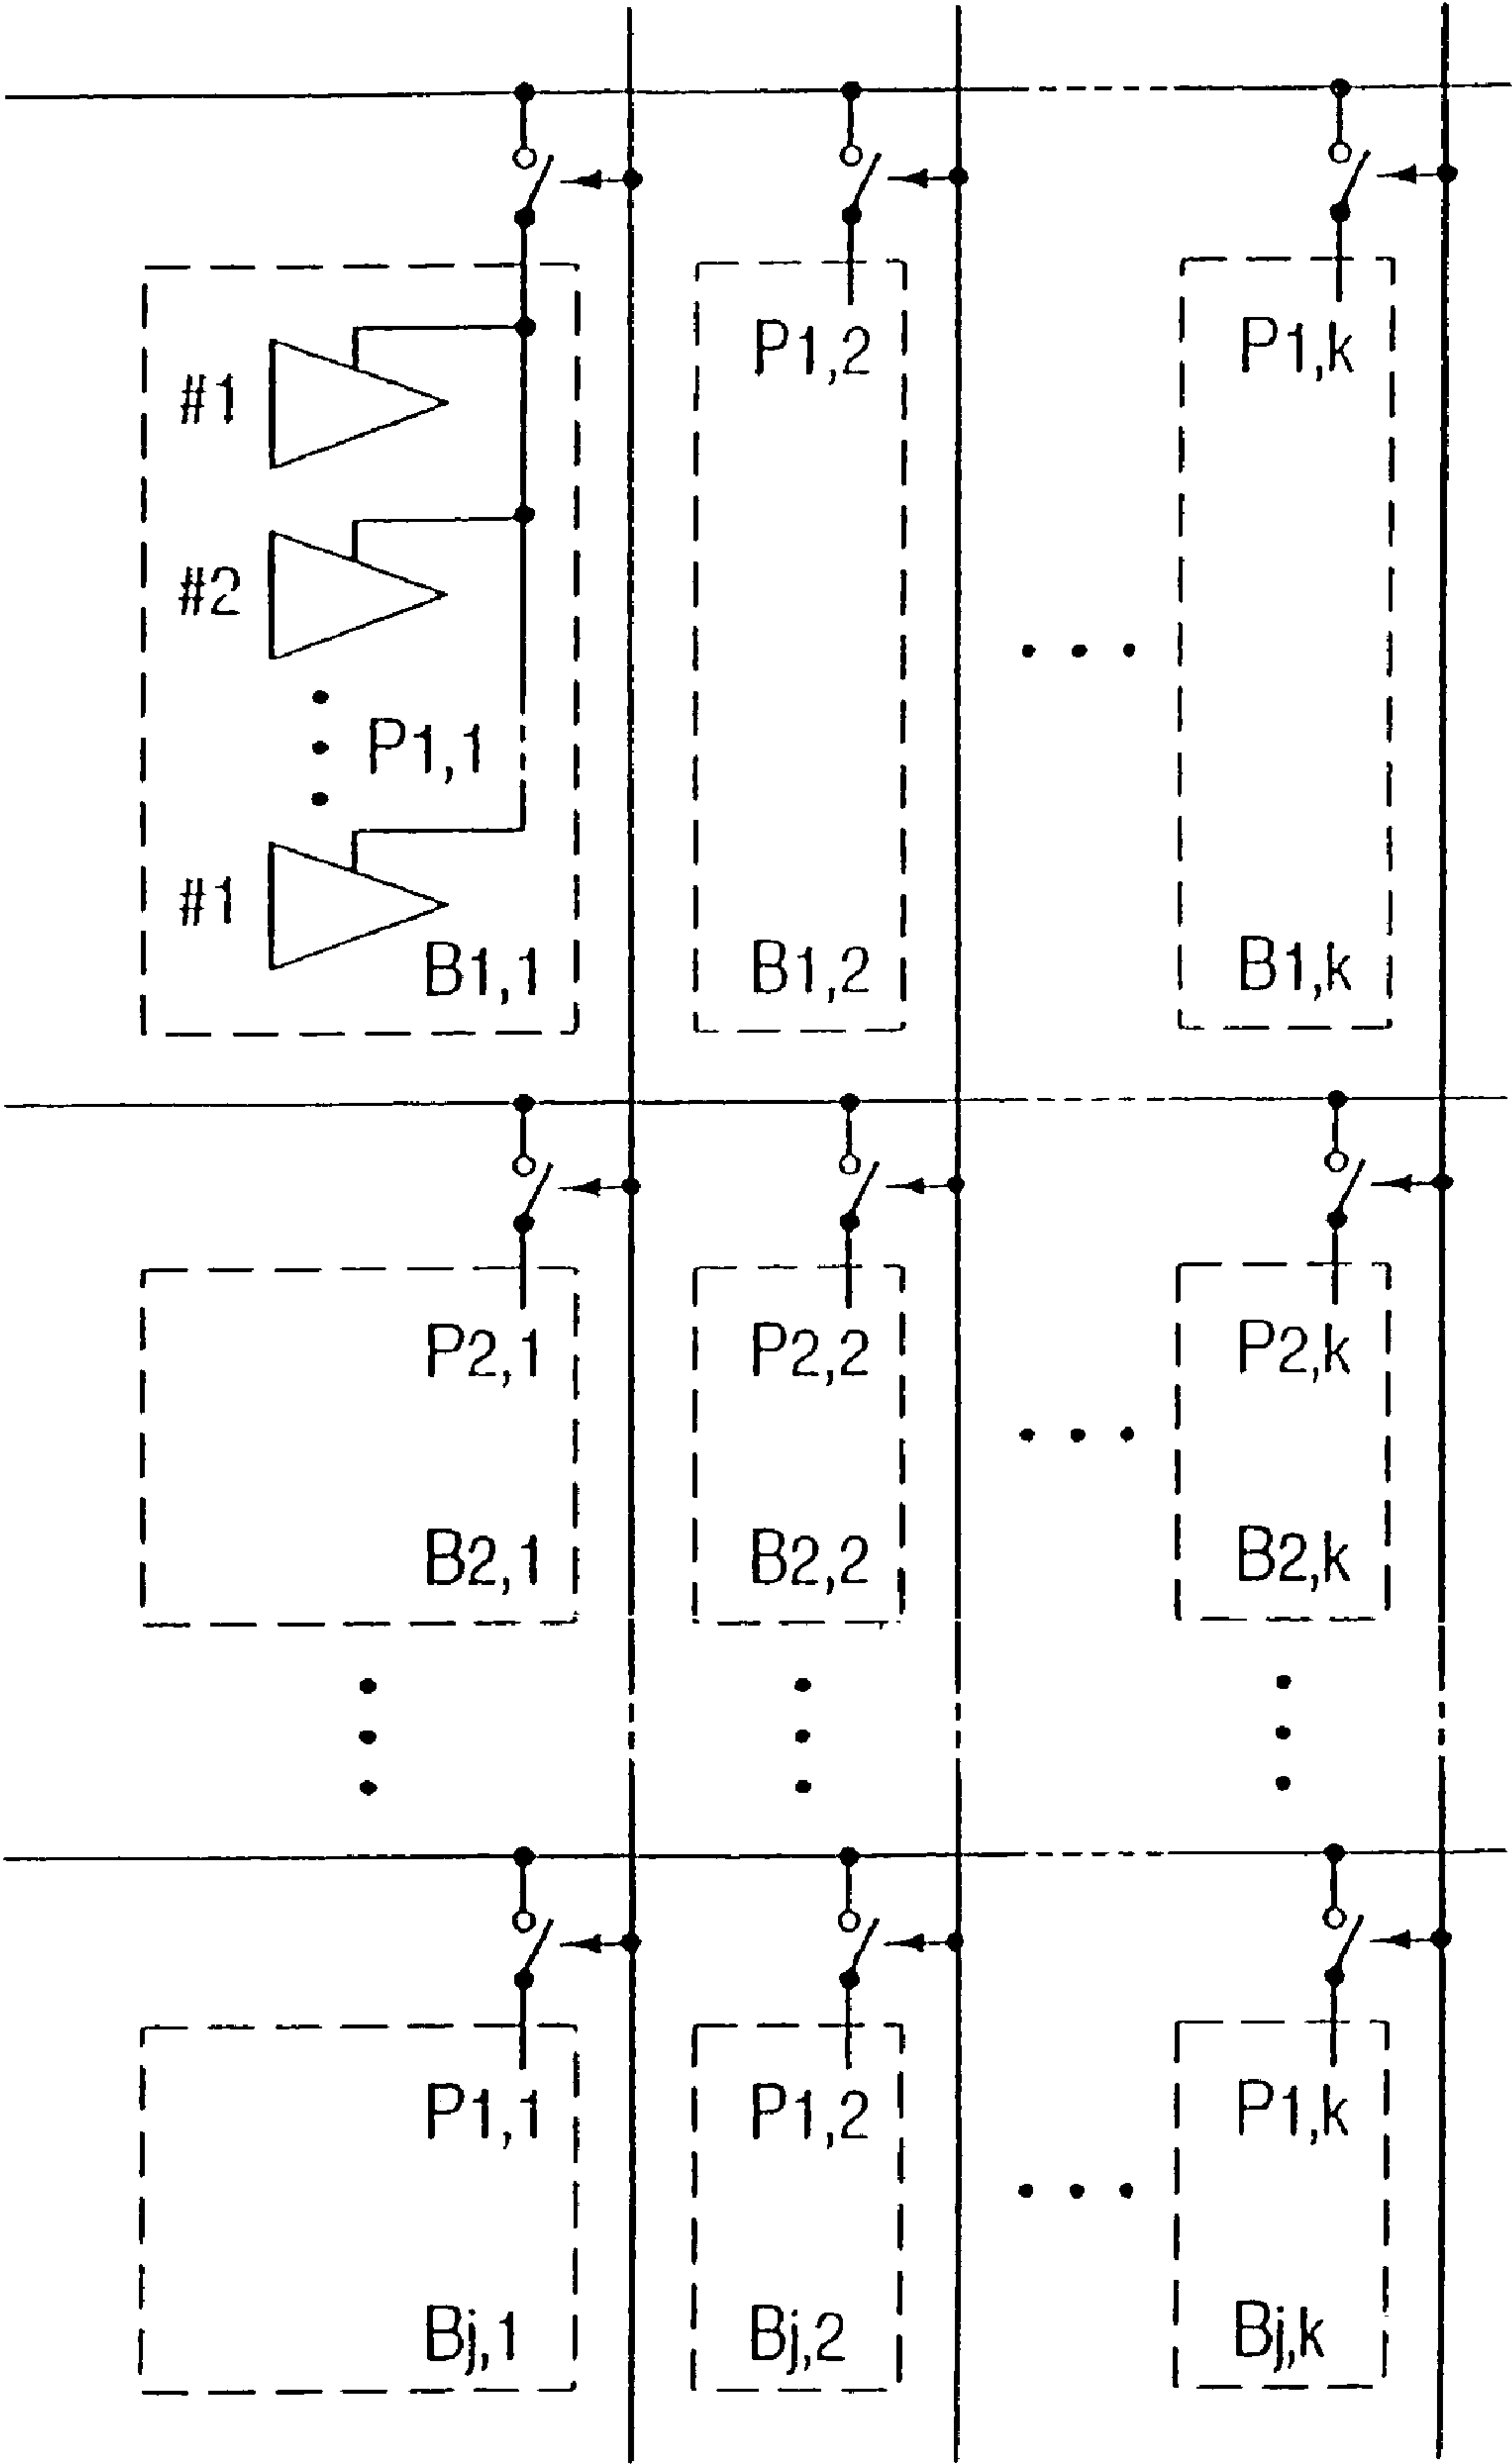 P1,2 P1,k
#1
#2
P1,1
#1
B1,1 B1,2 B1,k
P2,1 P2,2 P2,k
B2,1 B2,2 B2,k
P1,1 P1,2 P1,k
Bj,1 Bj,2 Bj,k